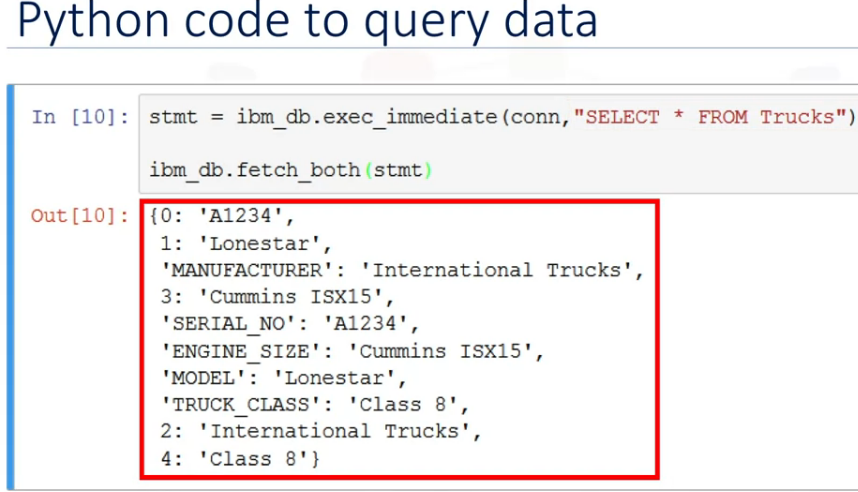 Python code to query data
In [10]: stmt = ibm_db.exec_immediate(conn,"SELECT * FROM Trucks")
ibm_db.fetch_both(stmt)
Out[10]: {0: 'A1234',
1: 'Lonestar',
'MANUFACTURER': 'International Trucks',
3: 'Cummins ISX15',
'SERIAL_NO': 'A1234',
'ENGINE_SIZE': 'Cummins ISX15',
'MODEL': 'Lonestar',
'TRUCK_CLASS': 'Class 8',
2: 'International Trucks',
4: 'Class 8'}